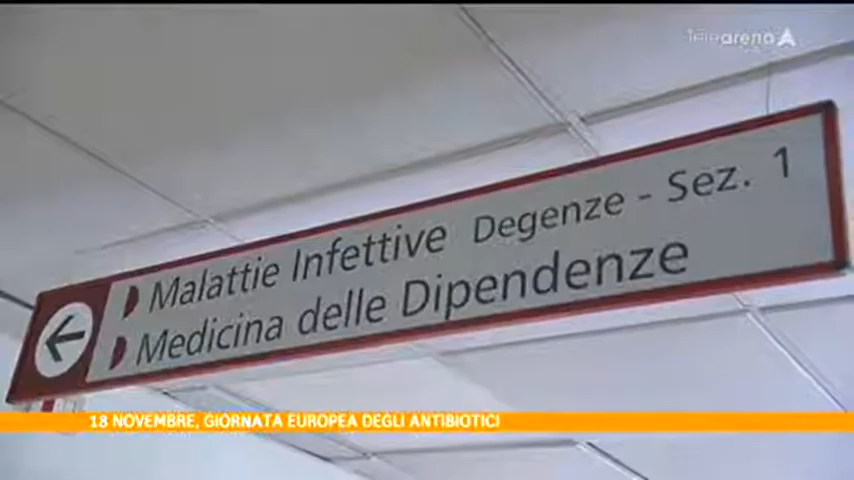 Telearena
Malattie Infettive Degenze - Sez. 1
Medicina delle Dipendenze
18 NOVEMBRE, GIORNATA EUROPEA DEGLI ANTIBIOTICI